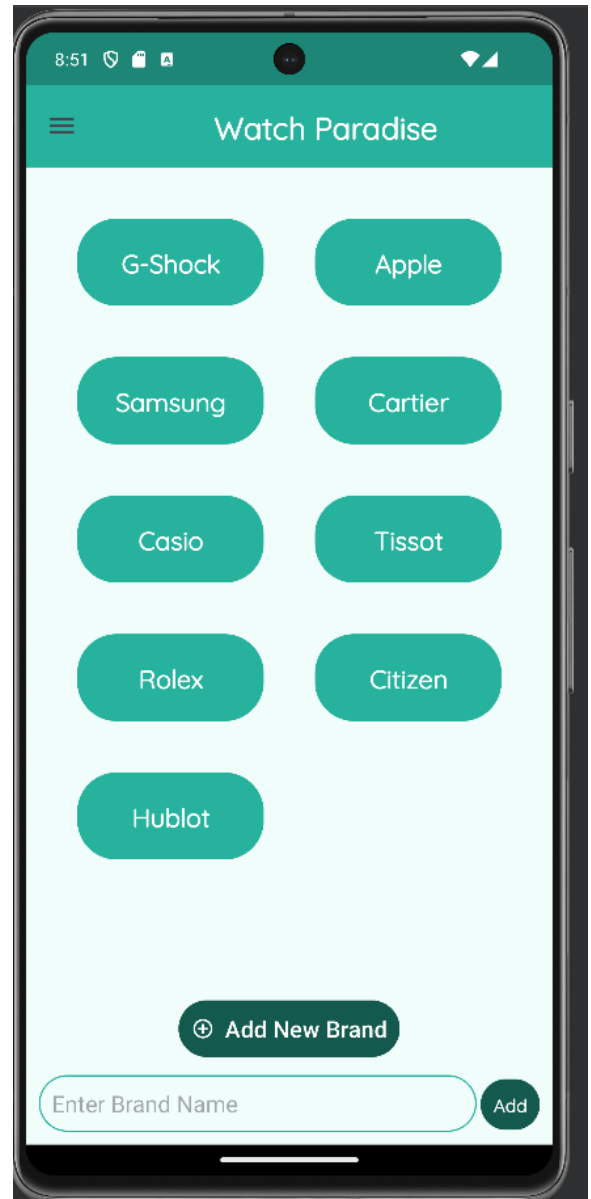 8:51
Watch Paradise
G-Shock Apple
Samsung Cartier
Casio Tissot
Rolex Citizen
Hublot
Add New Brand
Enter Brand Name Add